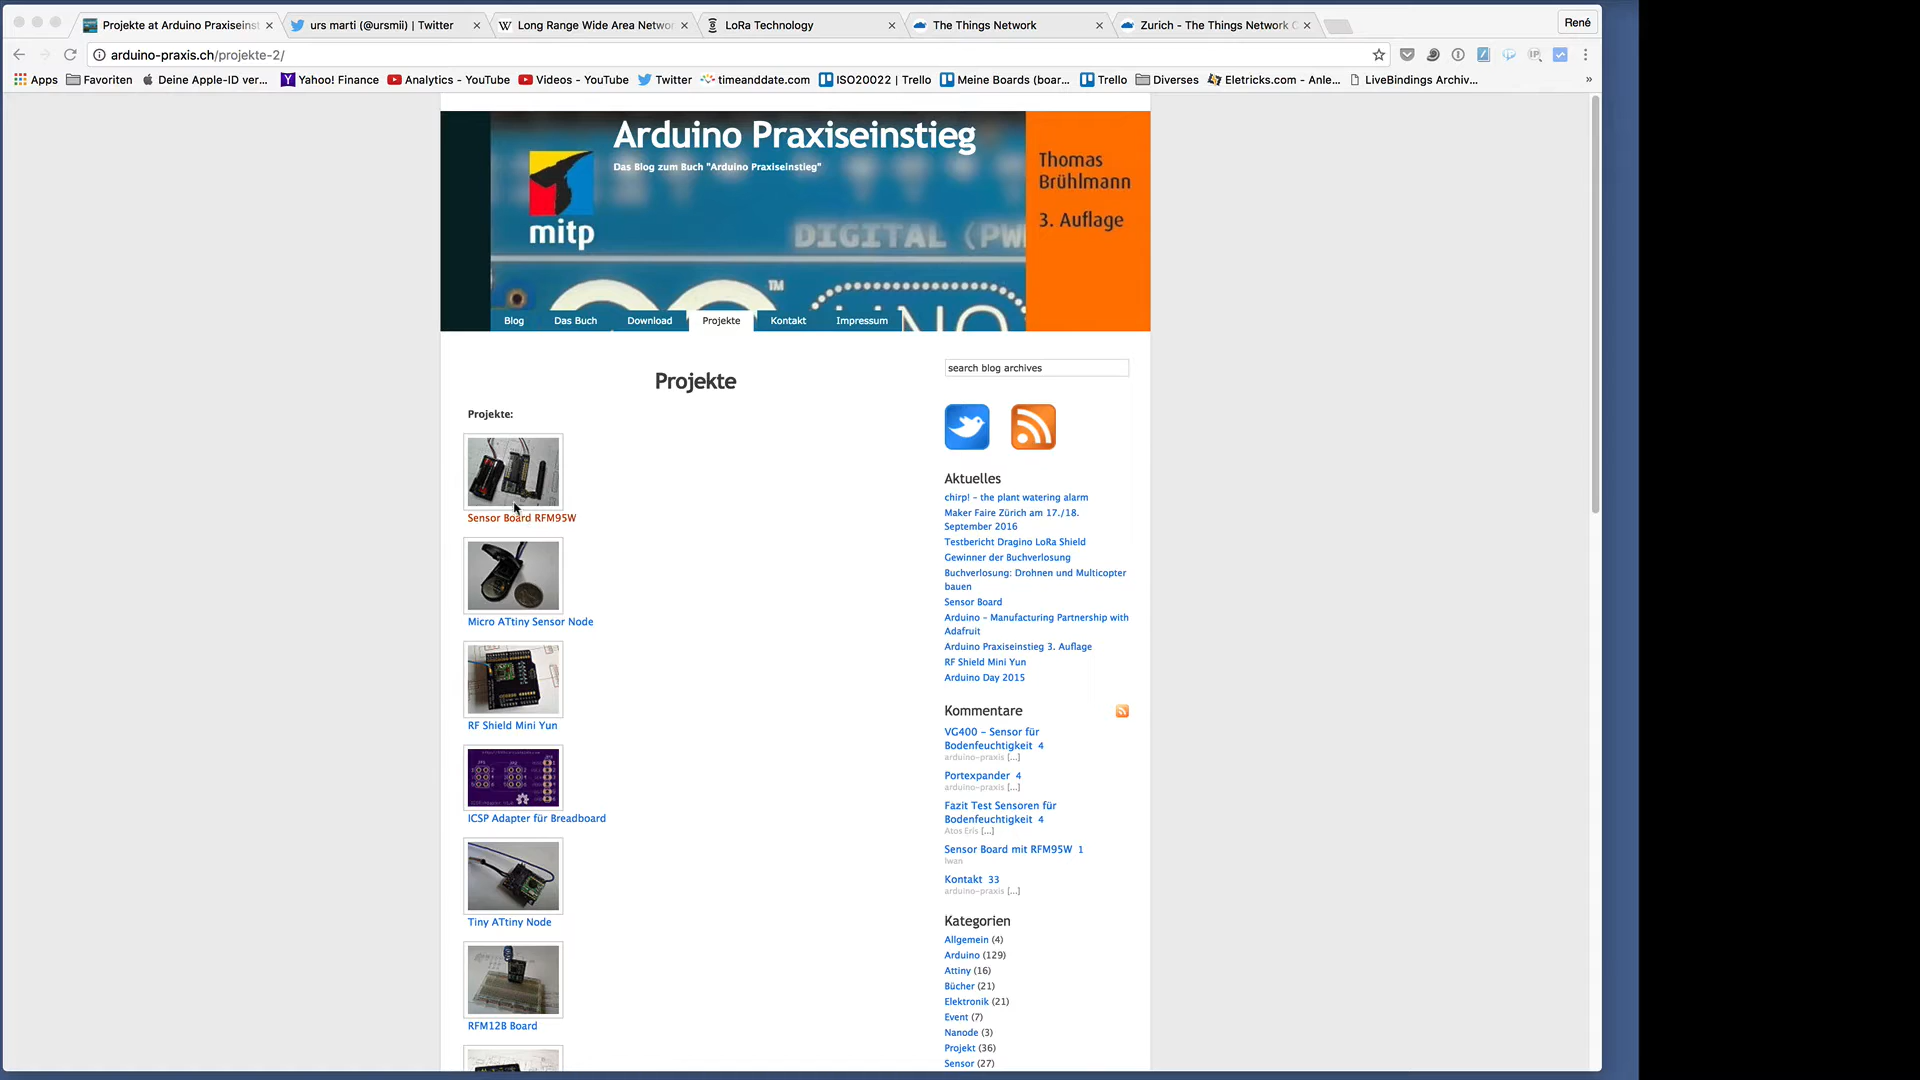 Projekte at Arduino Praxiseinst
urs marti (@ursmii) | Twitter
Long Range Wide Area Netwo
LoRa Technology
The Things Network
Zurich - The Things Network C
René
arduino-praxis.ch/projekte-2/
Apps
Favoriten
Deine Apple-ID ver...
Yahoo! Finance
Analytics - YouTube
Videos - YouTube
Twitter
timeanddate.com
ISO20022 | Trello
Meine Boards (boar...
Trello
Diverses
Eletricks.com - Anle...
LiveBindings Archiv...
»
Arduino Praxiseinstieg
Das Blog zum Buch "Arduino Praxiseinstieg"
mitp
DIGITAL (PW
TM
Thomas
Brühlmann
3. Auflage
Blog
Das Buch
Download
Projekte
Kontakt
Impressum
Projekte
Projekte:
Sensor Board RFM95W
Micro ATtiny Sensor Node
RF Shield Mini Yun
ICSP Adapter für Breadboard
Tiny ATtiny Node
RFM12B Board
search blog archives
Aktuelles
chirp! – the plant watering alarm
Maker Faire Zürich am 17./18.
September 2016
Testbericht Dragino LoRa Shield
Gewinner der Buchverlosung
Buchverlosung: Drohnen und Multicopter
bauen
Sensor Board
Arduino – Manufacturing Partnership with
Adafruit
Arduino Praxiseinstieg 3. Auflage
RF Shield Mini Yun
Arduino Day 2015
Kommentare
VG400 – Sensor für
Bodenfeuchtigkeit 4
arduino-praxis [...]
Portexpander 4
arduino-praxis [...]
Fazit Test Sensoren für
Bodenfeuchtigkeit 4
Atos Eris [...]
Sensor Board mit RFM95W 1
Iwan
Kontakt 33
arduino-praxis [...]
Kategorien
Allgemein (4)
Arduino (129)
Attiny (16)
Bücher (21)
Elektronik (21)
Event (7)
Nanode (3)
Projekt (36)
Sensor (27)